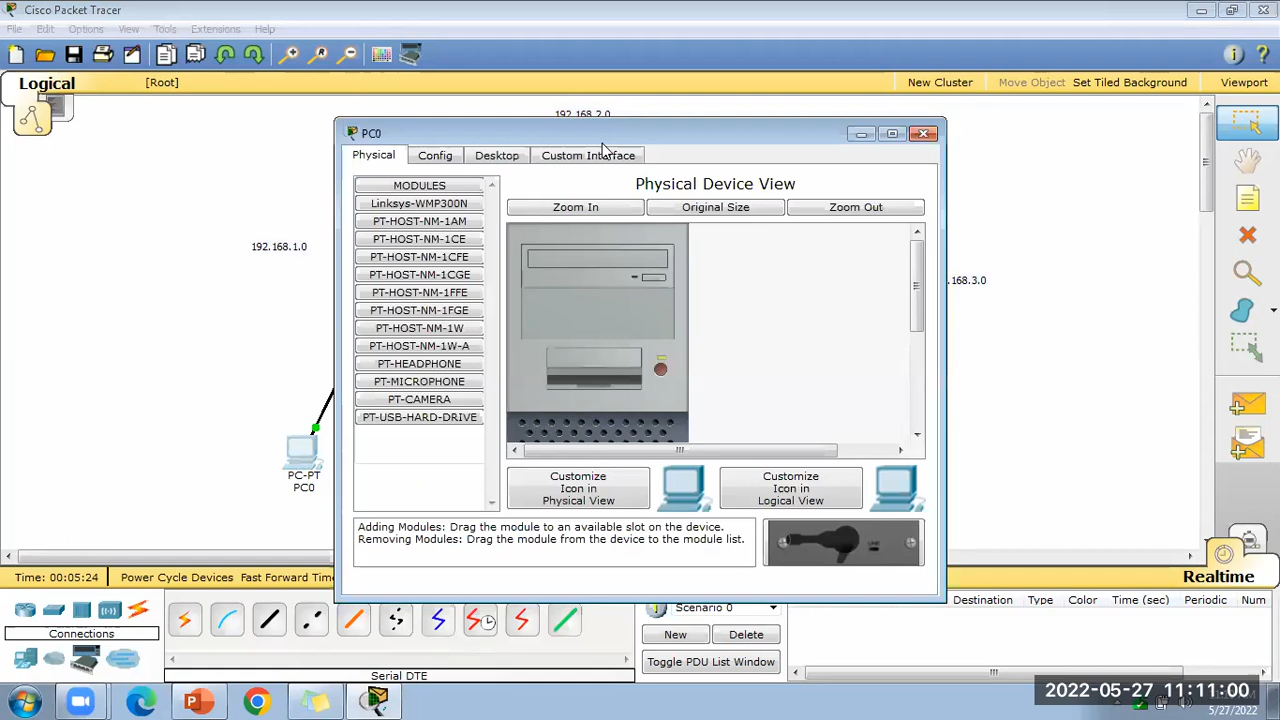 Cisco Packet Tracer
File Edit Options View Tools Extensions Help
Logical [Root] New Cluster Move Object Set Tiled Background Viewport
192.168.2.0
PC0
Physical Config Desktop Custom Interface
MODULES
Linksys-WMP300N
PT-HOST-NM-1AM
PT-HOST-NM-1CE
PT-HOST-NM-1CFE
PT-HOST-NM-1CGE
PT-HOST-NM-1FFE
PT-HOST-NM-1FGE
PT-HOST-NM-1W
PT-HOST-NM-1W-A
PT-HEADPHONE
PT-MICROPHONE
PT-CAMERA
PT-USB-HARD-DRIVE
Physical Device View
Zoom In Original Size Zoom Out
Customize
Icon in
Physical View
Customize
Icon in
Logical View
Adding Modules: Drag the module to an available slot on the device.
Removing Modules: Drag the module from the device to the module list.
192.168.1.0
.168.3.0
PC-PT
PC0
Time: 00:05:24 Power Cycle Devices Fast Forward Tim
Realtime
Connections
Serial DTE
Scenario 0
New Delete
Toggle PDU List Window
Destination Type Color Time (sec) Periodic Num
2022-05-27 11:11:00
5/27/2022